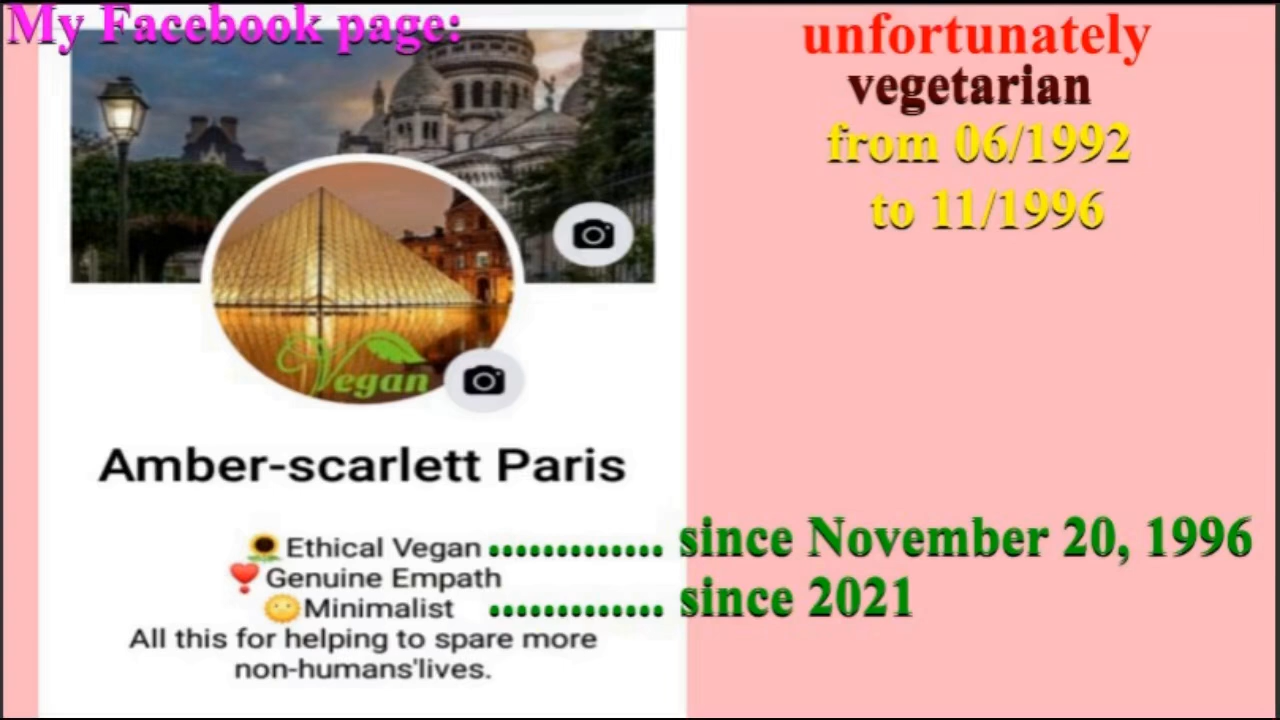 My Facebook page:
unfortunately
vegetarian
from 06/1992
to 11/1996
Vegan
Amber-scarlett Paris
🌻Ethical Vegan ............. since November 20, 1996
❣️Genuine Empath
🌝Minimalist ............. since 2021
All this for helping to spare more
non-humans'lives.